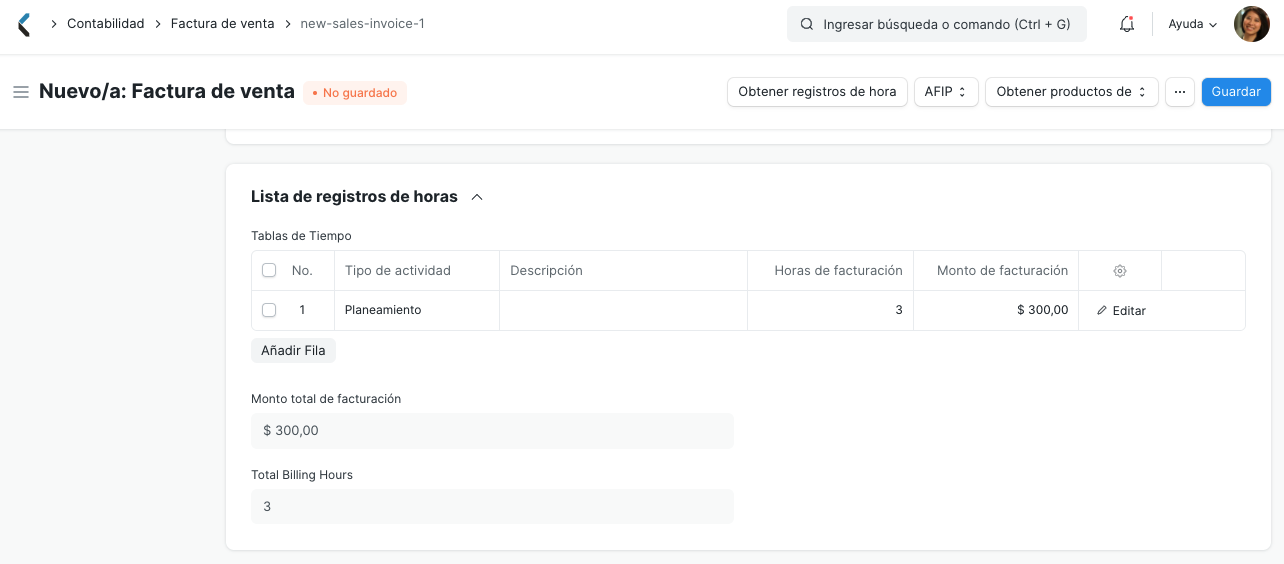 Contabilidad Factura de venta new-sales-invoice-1 Ingresar búsqueda o comando (Ctrl + G) Ayuda
Nuevo/a: Factura de venta • No guardado Obtener registros de hora AFIP Obtener productos de ... Guardar
Lista de registros de horas
Tablas de Tiempo
No. Tipo de actividad Descripción Horas de facturación Monto de facturación
1 Planeamiento 3 $ 300,00 Editar
Añadir Fila
Monto total de facturación
$ 300,00
Total Billing Hours
3